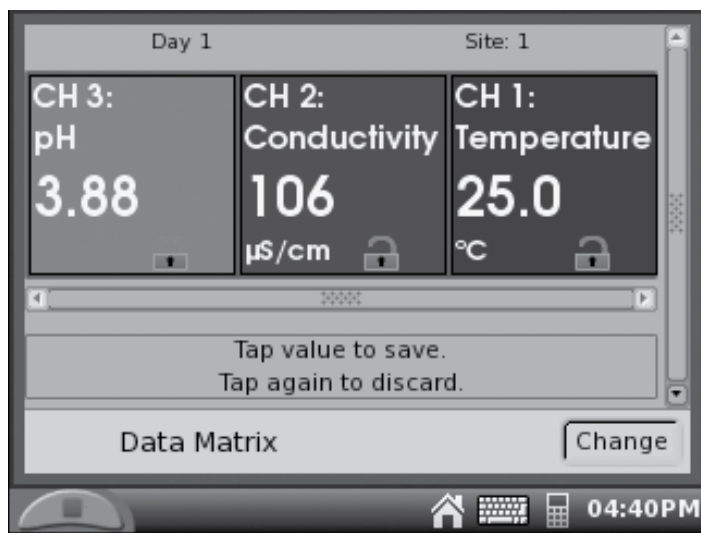 Day 1 Site: 1
CH 3: CH 2: CH 1:
pH Conductivity Temperature
3.88 106 25.0
µS/cm °C
Tap value to save.
Tap again to discard.
Data Matrix Change
04:40PM